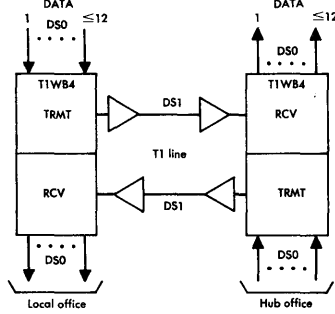 DATA DATA
1 DS0 ≤12 1 DS0 ≤12
T1WB4 T1WB4
TRMT DS1 RCV
T1 line
RCV DS1 TRMT
DS0 DS0
Local office Hub office